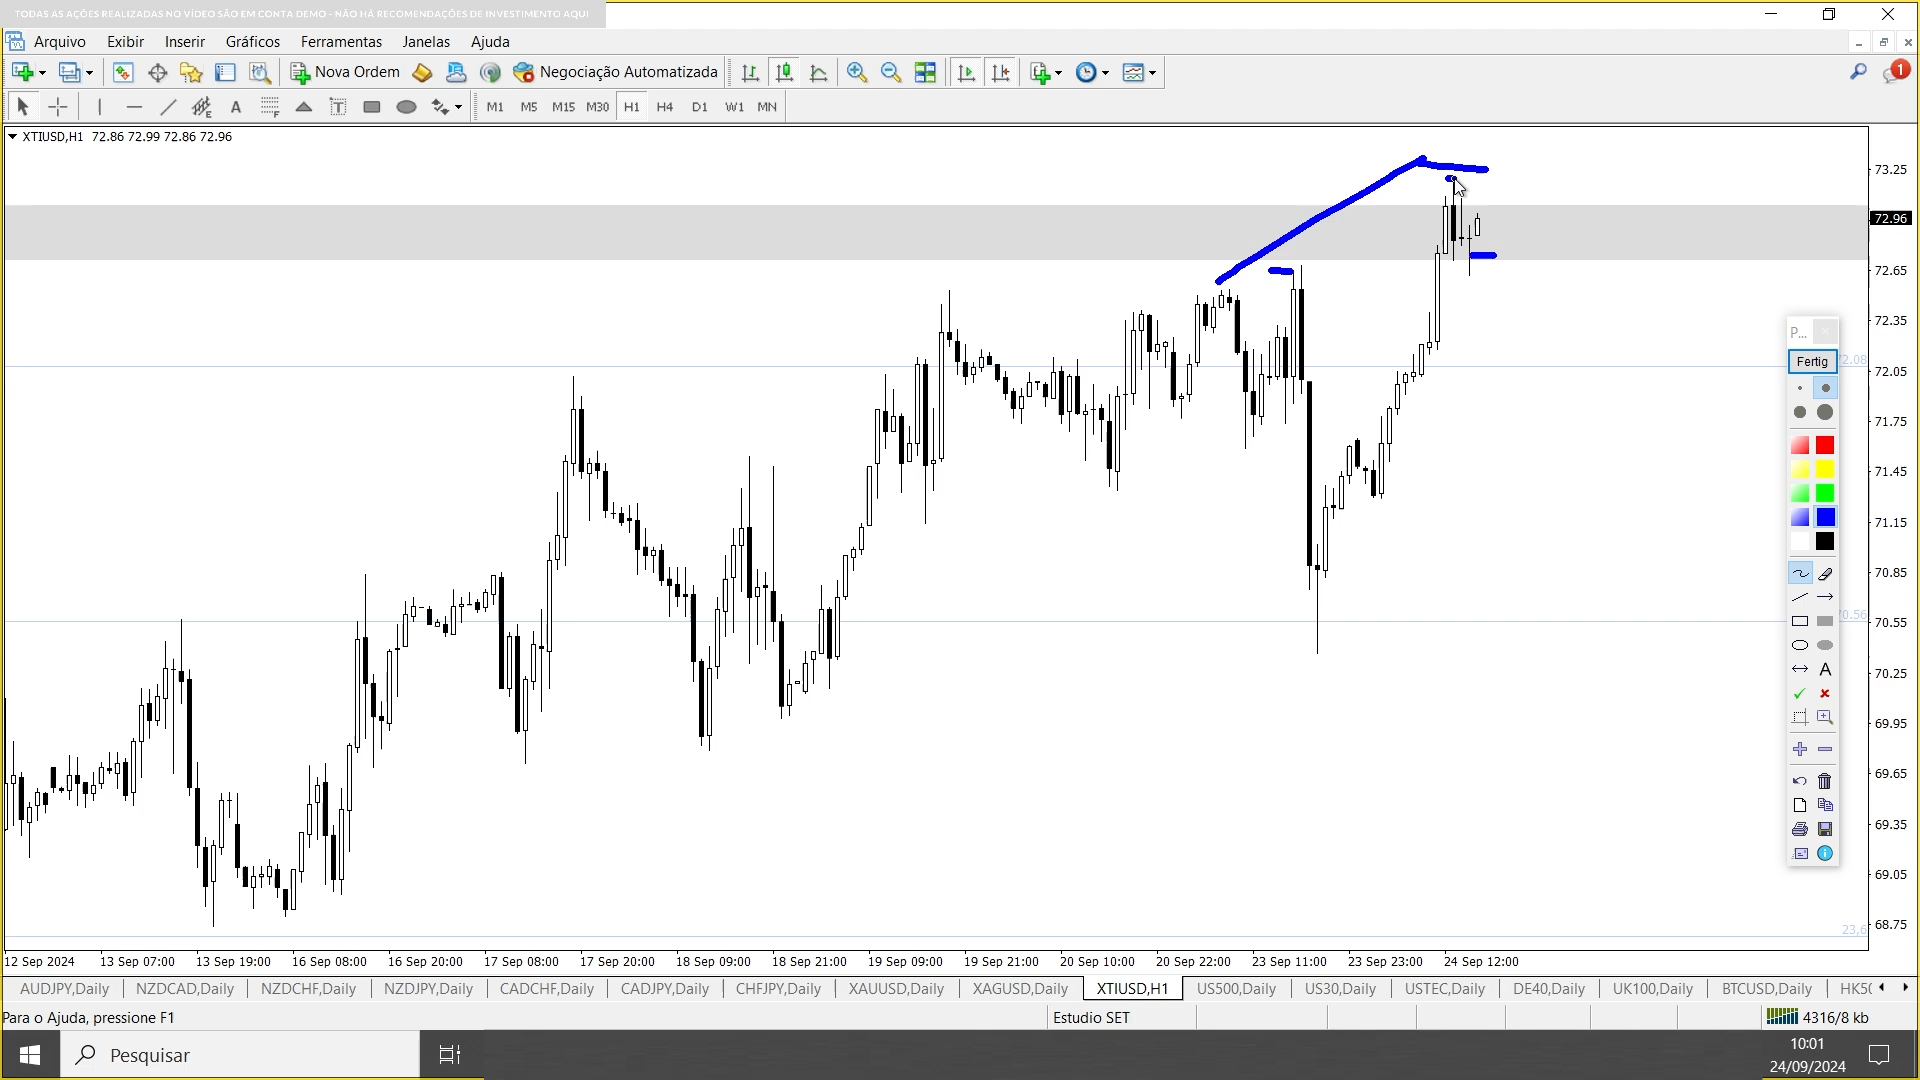 TODAS AS AÇÕES REALIZADAS NO VÍDEO SÃO EM CONTA DEMO - NÃO HÁ RECOMENDAÇÕES DE INVESTIMENTO AQUI
Arquivo Exibir Inserir Gráficos Ferramentas Janelas Ajuda
Nova Ordem Negociação Automatizada 1
A T M1 M5 M15 M30 H1 H4 D1 W1 MN
XTIUSD,H1 72.86 72.99 72.86 72.96
73.25
72.96
72.65
72.35
P...
Fertig
72.08
72.05
71.75
71.45
71.15
70.85
70.56
70.55
70.25
A
69.95
69.65
69.35
69.05
68.75
23,6
12 Sep 2024 13 Sep 07:00 13 Sep 19:00 16 Sep 08:00 16 Sep 20:00 17 Sep 08:00 17 Sep 20:00 18 Sep 09:00 18 Sep 21:00 19 Sep 09:00 19 Sep 21:00 20 Sep 10:00 20 Sep 22:00 23 Sep 11:00 23 Sep 23:00 24 Sep 12:00
AUDJPY,Daily NZDCAD,Daily NZDCHF,Daily NZDJPY,Daily CADCHF,Daily CADJPY,Daily CHFJPY,Daily XAUUSD,Daily XAGUSD,Daily XTIUSD,H1 US500,Daily US30,Daily USTEC,Daily DE40,Daily UK100,Daily BTCUSD,Daily HK50
Para o Ajuda, pressione F1 Estudio SET 4316/8 kb
Pesquisar
10:01
24/09/2024